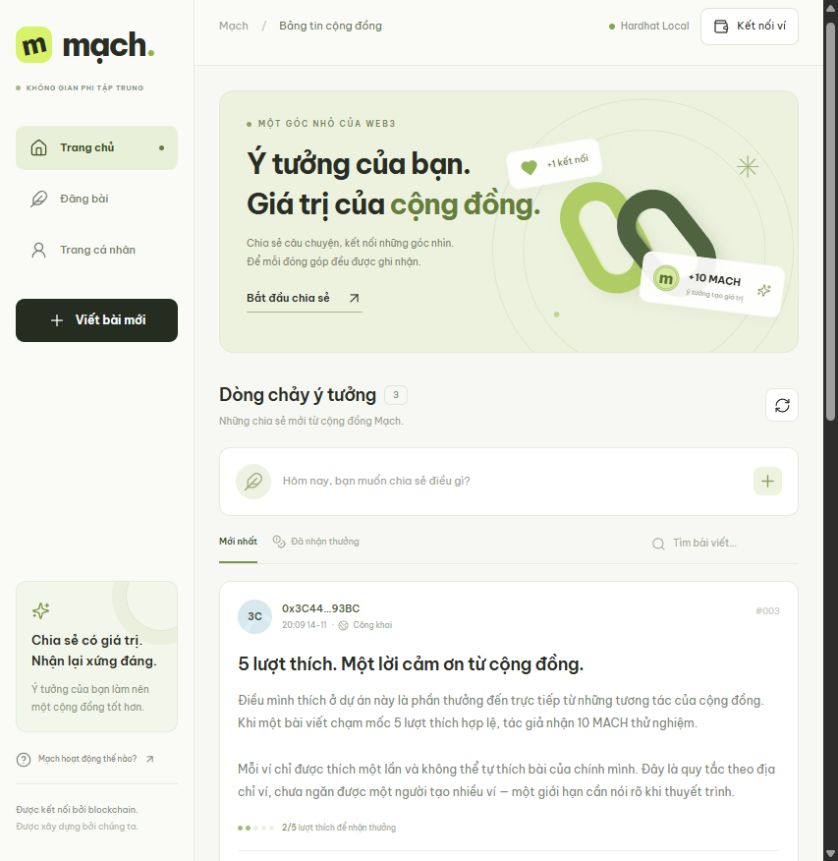 m mạch.
KHÔNG GIAN PHI TẬP TRUNG
Trang chủ
Đăng bài
Trang cá nhân
Viết bài mới
Chia sẻ có giá trị.
Nhận lại xứng đáng.
Ý tưởng của bạn làm nên
một cộng đồng tốt hơn.
Mạch hoạt động thế nào?
Được kết nối bởi blockchain.
Được xây dựng bởi chúng ta.
Mạch / Bảng tin cộng đồng
Hardhat Local
Kết nối ví
MỘT GÓC NHỎ CỦA WEB3
Ý tưởng của bạn.
Giá trị của cộng đồng.
Chia sẻ câu chuyện, kết nối những góc nhìn.
Để mỗi đóng góp đều được ghi nhận.
Bắt đầu chia sẻ
+1 kết nối
m +10 MACH
ý tưởng tạo giá trị
Dòng chảy ý tưởng 3
Những chia sẻ mới từ cộng đồng Mạch.
Hôm nay, bạn muốn chia sẻ điều gì?
Mới nhất
Đã nhận thưởng
Tìm bài viết...
3C
0x3C44...93BC
20:09 14-11 · Công khai
#003
5 lượt thích. Một lời cảm ơn từ cộng đồng.
Điều mình thích ở dự án này là phần thưởng đến trực tiếp từ những tương tác của cộng đồng.
Khi một bài viết chạm mốc 5 lượt thích hợp lệ, tác giả nhận 10 MACH thử nghiệm.
Mỗi ví chỉ được thích một lần và không thể tự thích bài của chính mình. Đây là quy tắc theo địa
chỉ ví, chưa ngăn được một người tạo nhiều ví — một giới hạn cần nói rõ khi thuyết trình.
2/5 lượt thích để nhận thưởng